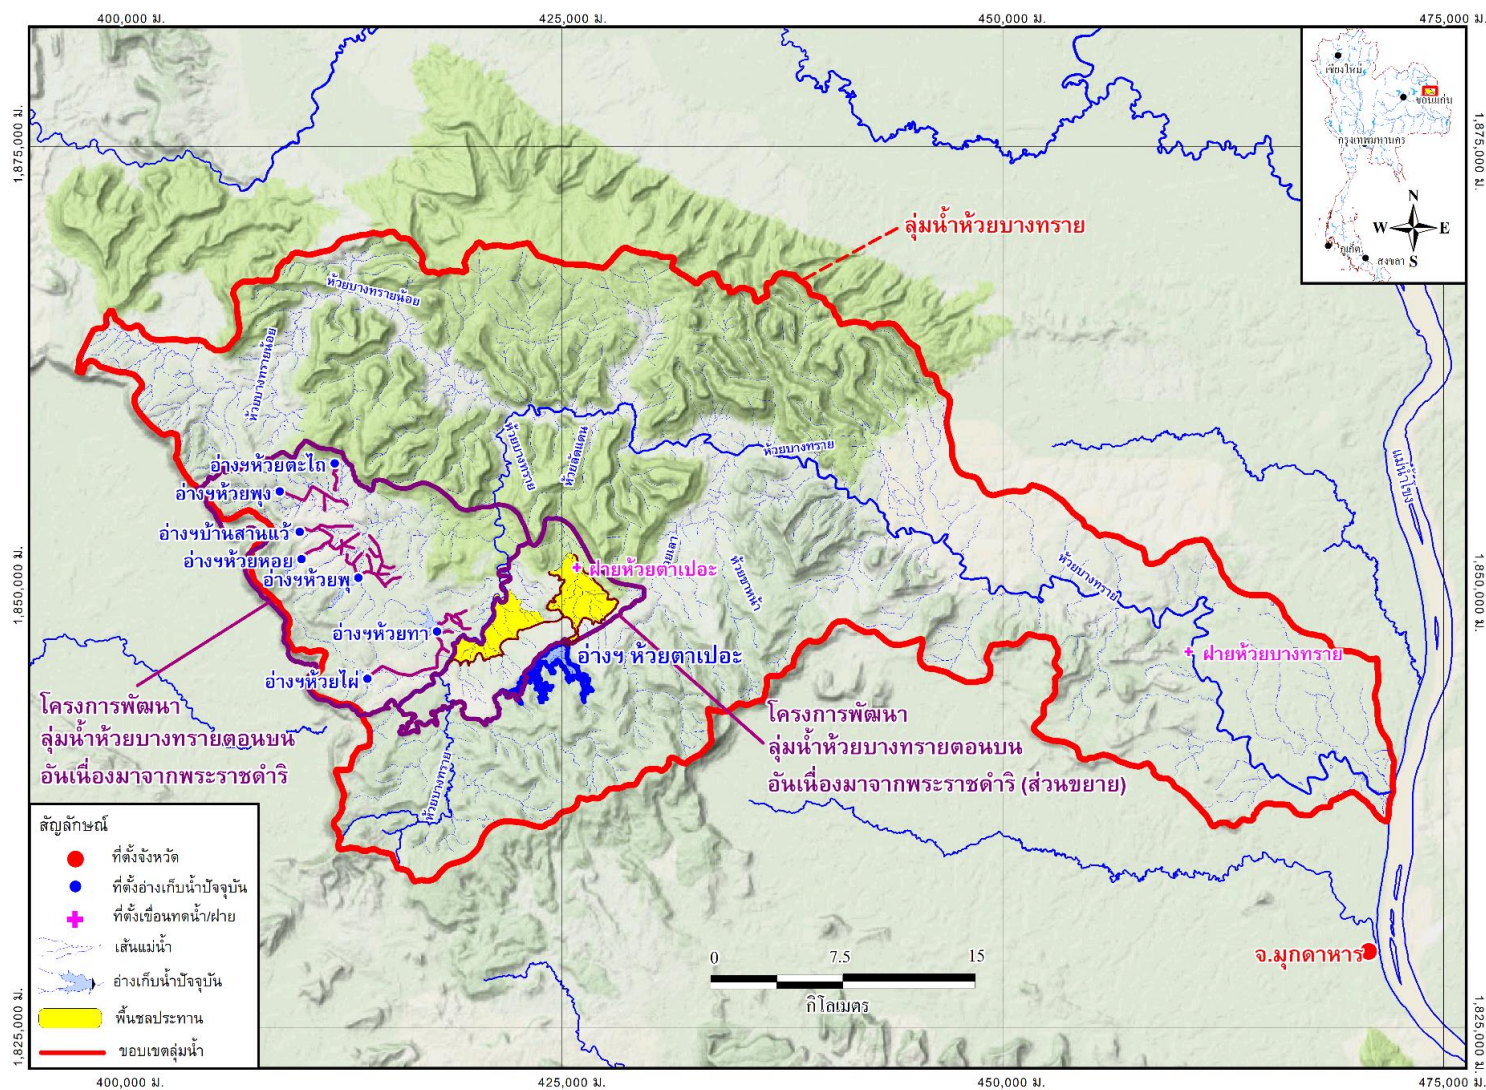 400,000 ม.
425,000 ม.
450,000 ม.
475,000 ม.
เชียงใหม่
ขอนแก่น
กรุงเทพมหานคร
ภูเก็ต
สงขลา
N
W
E
S
1,875,000 ม.
1,875,000 ม.
ลุ่มน้ำห้วยบางทราย
ห้วยบางทรายน้อย
ห้วยบางทรายน้อย
ห้วยบางทราย
ห้วยลัดแดน
ห้วยบางทราย
แม่น้ำโขง
อ่างฯห้วยตะไถ
อ่างฯห้วยพุง
อ่างฯบ้านสานแว้
อ่างฯห้วยหอย
อ่างฯห้วยพุ
ฝายห้วยตาเปอะ
ห้วยบางทราย
1,850,000 ม.
1,850,000 ม.
อ่างฯห้วยทา
อ่างฯ ห้วยตาเปอะ
ฝายห้วยบางทราย
อ่างฯห้วยไผ่
โครงการพัฒนา
ลุ่มน้ำห้วยบางทรายตอนบน
อันเนื่องมาจากพระราชดำริ
โครงการพัฒนา
ลุ่มน้ำห้วยบางทรายตอนบน
อันเนื่องมาจากพระราชดำริ (ส่วนขยาย)
ห้วยบางทราย
สัญลักษณ์
ที่ตั้งจังหวัด
ที่ตั้งอ่างเก็บน้ำปัจจุบัน
ที่ตั้งเขื่อนทดน้ำ/ฝาย
เส้นแม่น้ำ
อ่างเก็บน้ำปัจจุบัน
พื้นชลประทาน
ขอบเขตลุ่มน้ำ
0 7.5 15
กิโลเมตร
จ.มุกดาหาร
1,825,000 ม.
1,825,000 ม.
400,000 ม.
425,000 ม.
450,000 ม.
475,000 ม.